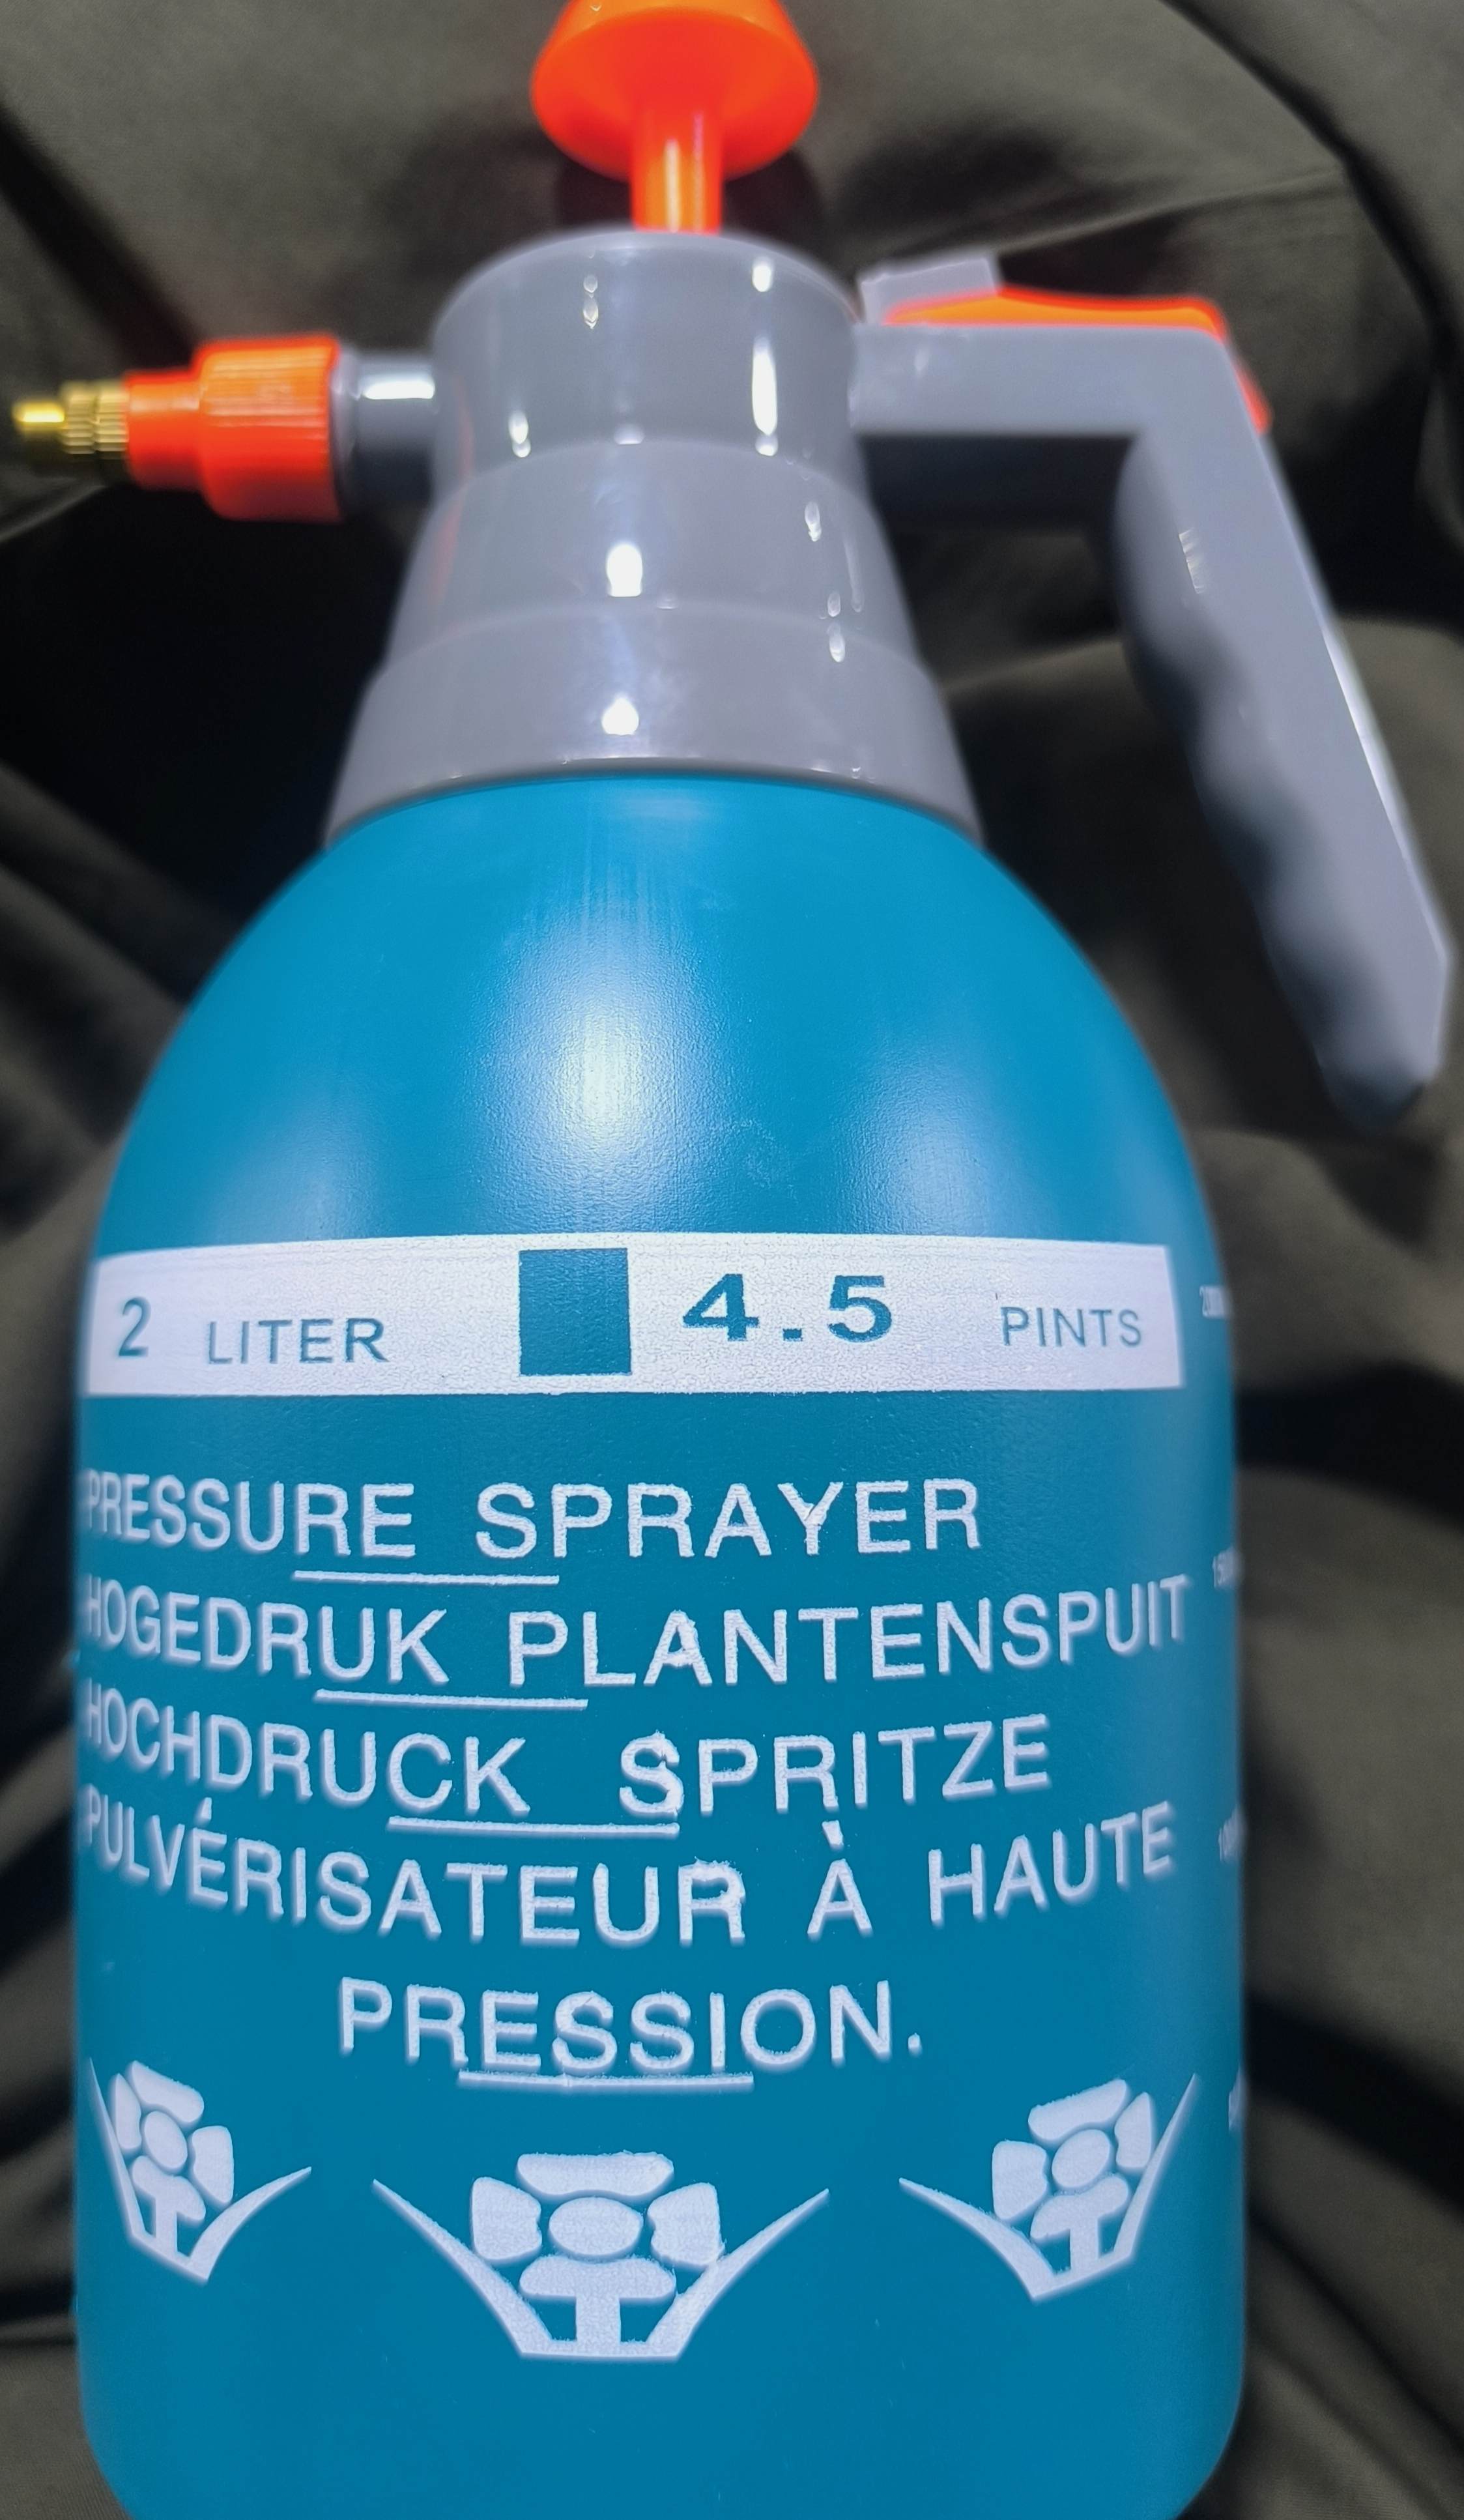 2 LITER 4.5 PINTS
PRESSURE SPRAYER
HOGEDRUK PLANTENSPUIT
HOCHDRUCK SPRITZE
PULVÉRISATEUR À HAUTE
PRESSION.